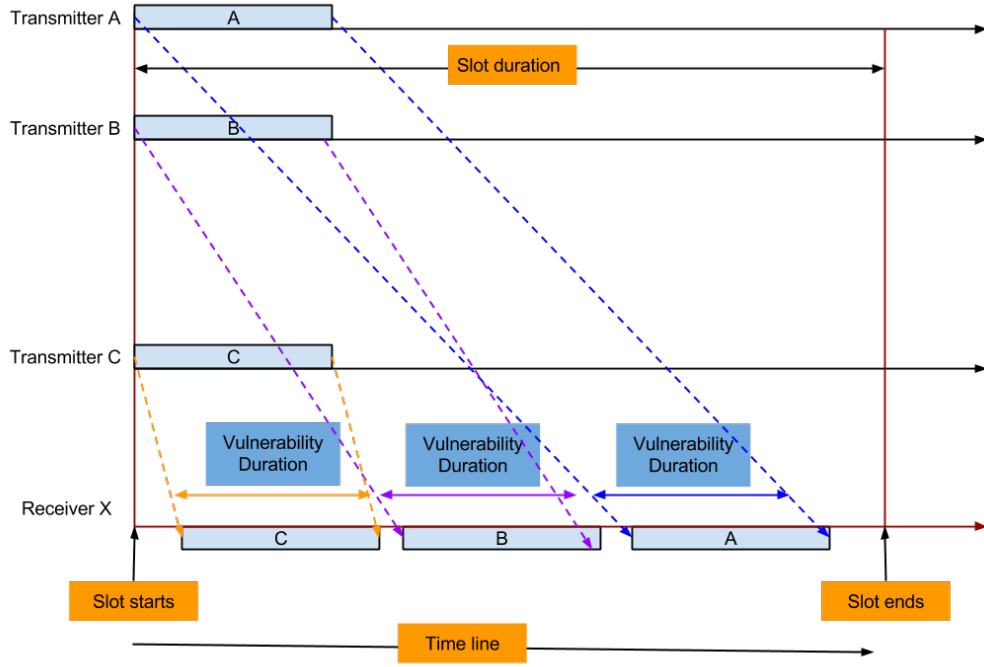 Transmitter A
A
Slot duration
Transmitter B
B
Transmitter C
C
Vulnerability
Duration
Vulnerability
Duration
Vulnerability
Duration
Receiver X
C
B
A
Slot starts
Slot ends
Time line